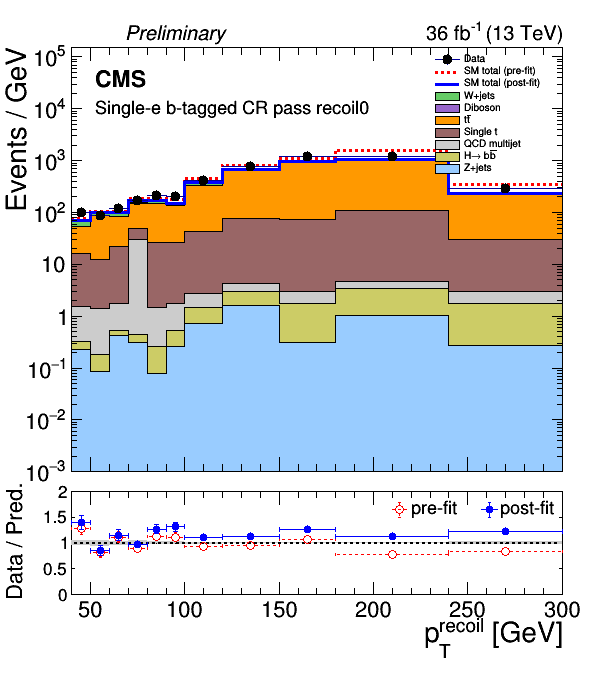 Preliminary 36 fb⁻¹ (13 TeV)
Events / GeV
10⁵
10⁴
10³
10²
10
1
10⁻¹
10⁻²
10⁻³
CMS
Single-e b-tagged CR pass recoil0
Data
SM total (pre-fit)
SM total (post-fit)
W+jets
Diboson
tt̅
Single t
QCD multijet
H→ bb̅
Z+jets
Data / Pred.
2
1.5
1
0.5
0
pre-fit post-fit
50 100 150 200 250 300
p_T^recoil [GeV]